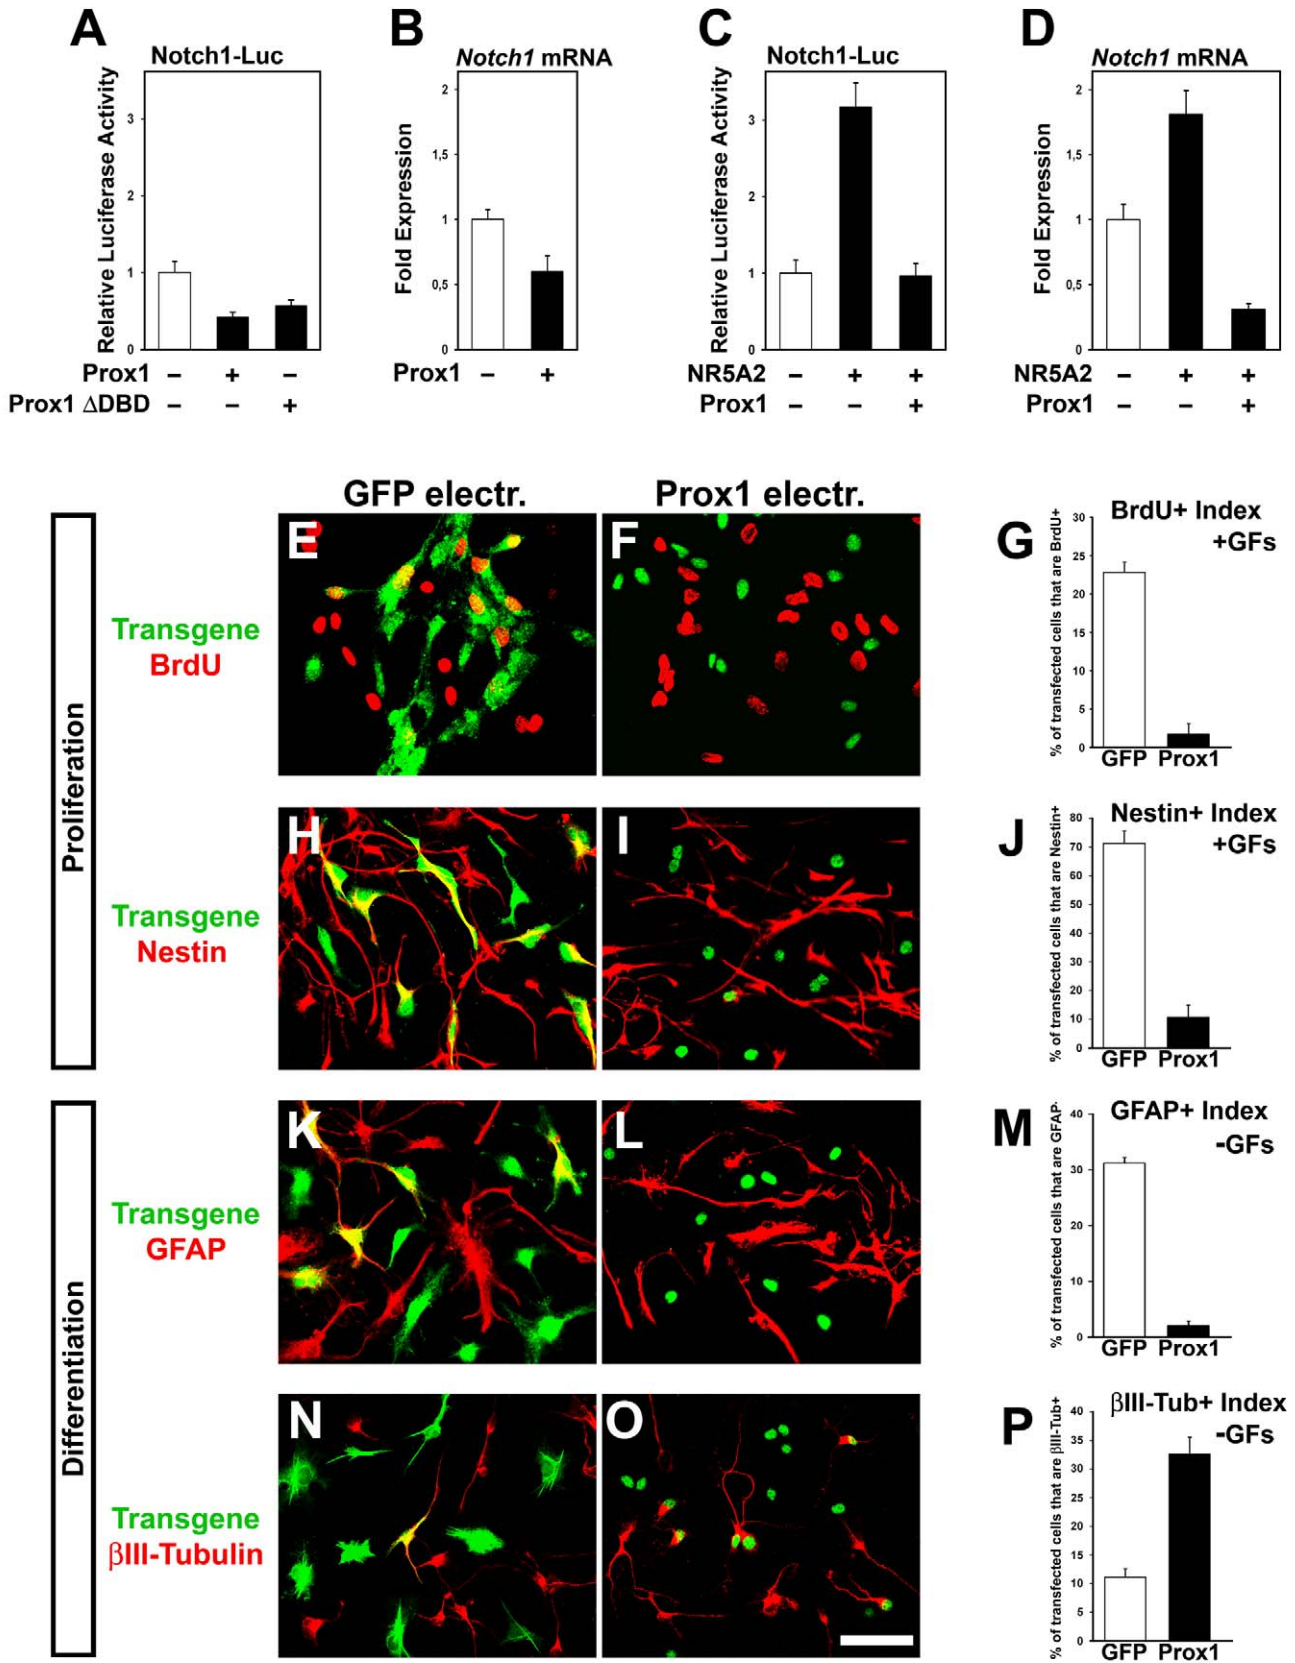 A
Notch1-Luc
Relative Luciferase Activity
3
2
1
0
Prox1 – + –
Prox1 ΔDBD – – +
B
Notch1 mRNA
Fold Expression
2
1,5
1
0,5
0
Prox1 – +
C
Notch1-Luc
Relative Luciferase Activity
3
2
1
0
NR5A2 – + +
Prox1 – – +
D
Notch1 mRNA
Fold Expression
2
1,5
1
0,5
0
NR5A2 – + +
Prox1 – – +
GFP electr.
Prox1 electr.
Proliferation
Transgene
BrdU
E
F
G
BrdU+ Index
+GFs
% of transfected cells that are BrdU+
30
25
20
15
10
5
0
GFP Prox1
Transgene
Nestin
H
I
J
Nestin+ Index
+GFs
% of transfected cells that are Nestin+
80
70
60
50
40
30
20
10
0
GFP Prox1
Differentiation
Transgene
GFAP
K
L
M
GFAP+ Index
-GFs
% of transfected cells that are GFAP·
40
30
20
10
0
GFP Prox1
Transgene
βIII-Tubulin
N
O
P
βIII-Tub+ Index
-GFs
% of transfected cells that are βIII-Tub+
40
35
30
25
20
15
10
5
0
GFP Prox1